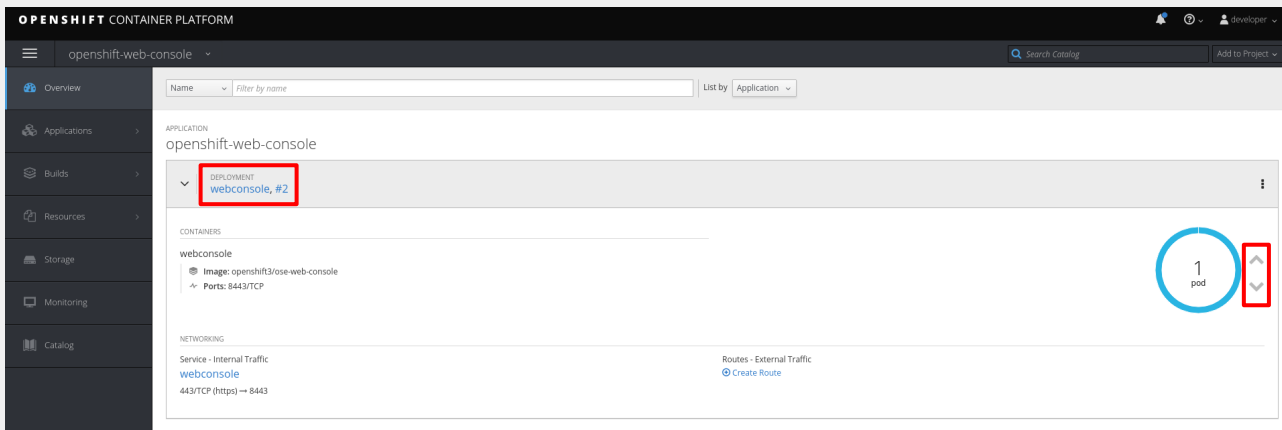 OPENSHIFT CONTAINER PLATFORM
developer
openshift-web-console
Search Catalog
Add to Project
Overview
Applications
Builds
Resources
Storage
Monitoring
Catalog
Name
Filter by name
List by
Application
APPLICATION
openshift-web-console
DEPLOYMENT
webconsole, #2
CONTAINERS
webconsole
Image: openshift3/ose-web-console
Ports: 8443/TCP
1
pod
NETWORKING
Service - Internal Traffic
webconsole
443/TCP (https) → 8443
Routes - External Traffic
Create Route